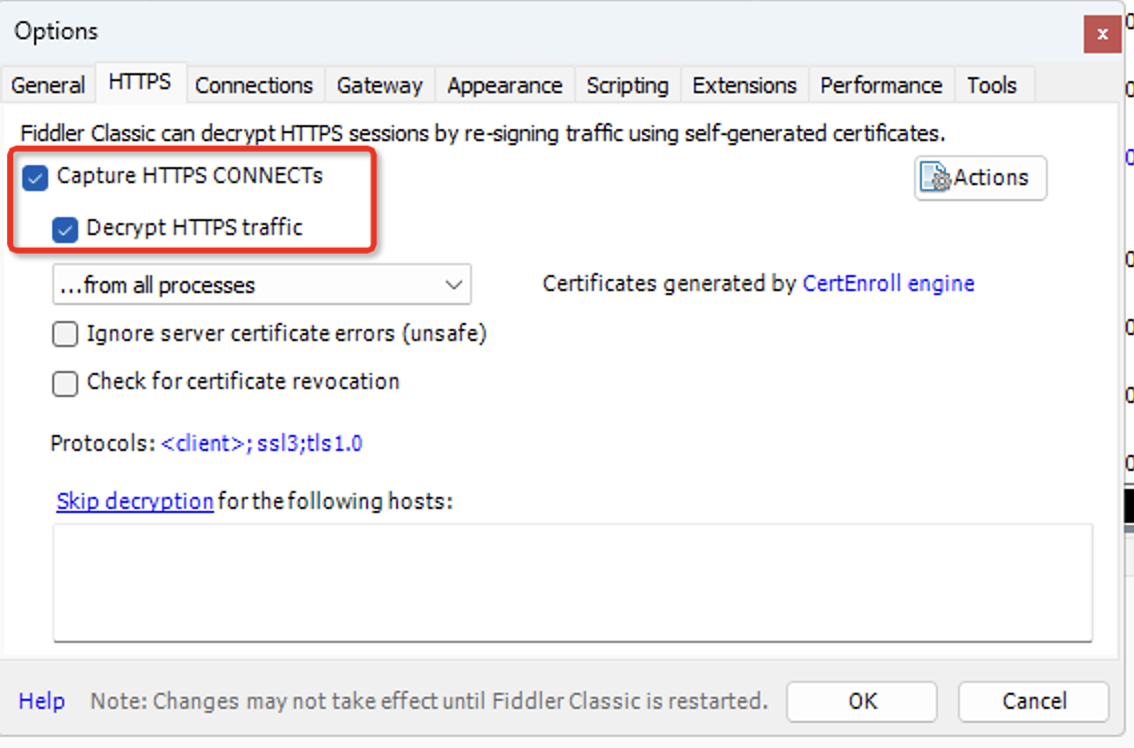 Options
x
General HTTPS Connections Gateway Appearance Scripting Extensions Performance Tools
Fiddler Classic can decrypt HTTPS sessions by re-signing traffic using self-generated certificates.
Capture HTTPS CONNECTs
Actions
Decrypt HTTPS traffic
...from all processes
Certificates generated by CertEnroll engine
Ignore server certificate errors (unsafe)
Check for certificate revocation
Protocols: <client>;ssl3;tls1.0
Skip decryption for the following hosts:
Help Note: Changes may not take effect until Fiddler Classic is restarted. OK Cancel